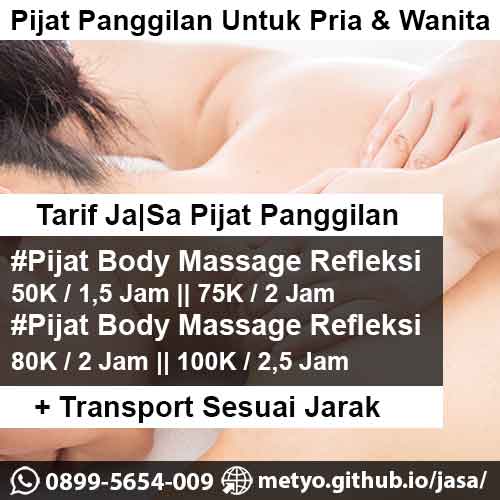 Pijat Panggilan Untuk Pria & Wanita
Tarif Ja|Sa Pijat Panggilan
#Pijat Body Massage Refleksi
50K / 1,5 Jam || 75K / 2 Jam
#Pijat Body Massage Refleksi
80K / 2 Jam || 100K / 2,5 Jam
+ Transport Sesuai Jarak
0899-5654-009 metyo.github.io/jasa/